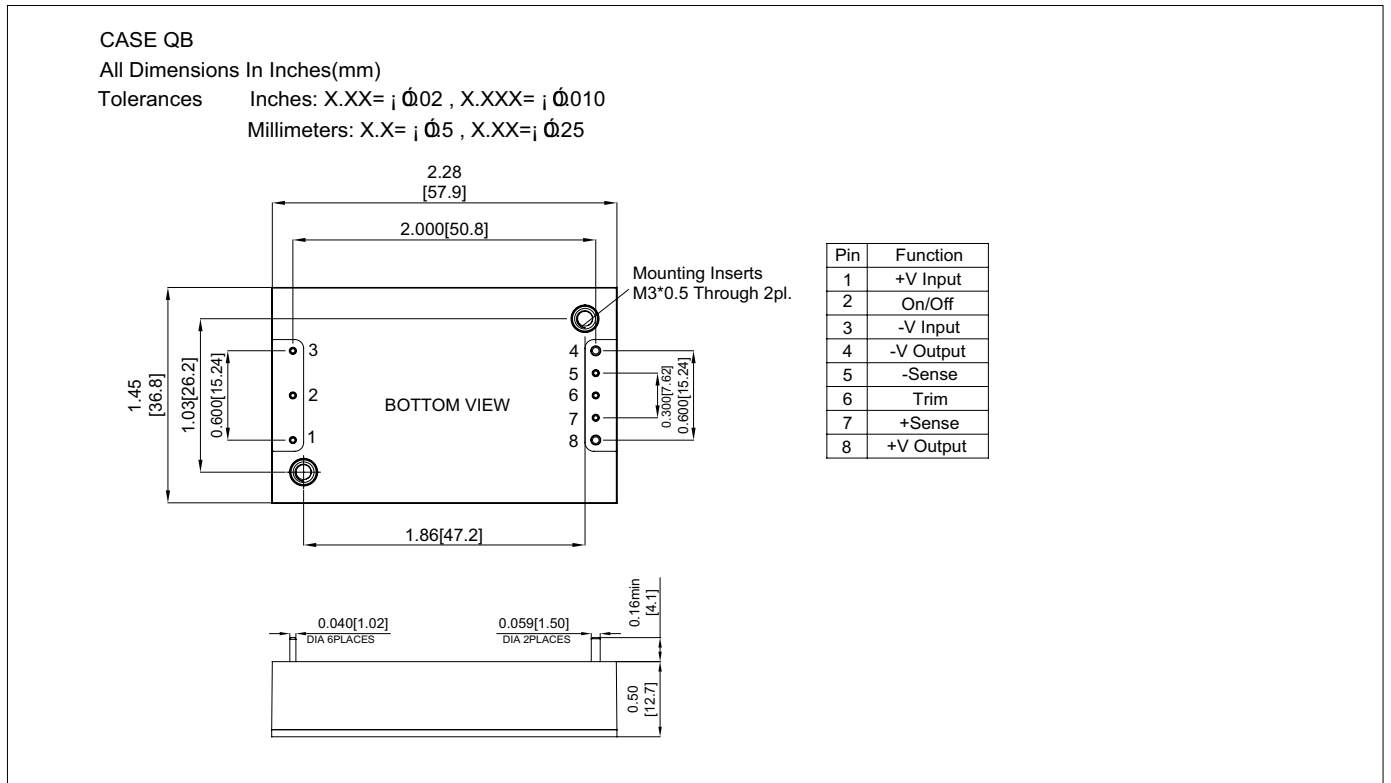 CASE QB
All Dimensions In Inches(mm)
Tolerances Inches: X.XX= ¡Ó0.02 , X.XXX= ¡Ó0.010
Millimeters: X.X= ¡Ó0.5 , X.XX=¡Ó0.25
2.28
[57.9]
2.000[50.8]
Mounting Inserts
M3*0.5 Through 2pl.
1.45
[36.8]
1.03[26.2]
0.600[15.24]
3
2
1
BOTTOM VIEW
4
5
6
7
8
0.300[7.62]
0.600[15.24]
1.86[47.2]
Pin Function
1 +V Input
2 On/Off
3 -V Input
4 -V Output
5 -Sense
6 Trim
7 +Sense
8 +V Output
0.040[1.02]
DIA 6PLACES
0.059[1.50]
DIA 2PLACES
0.16min
[4.1]
0.50
[12.7]